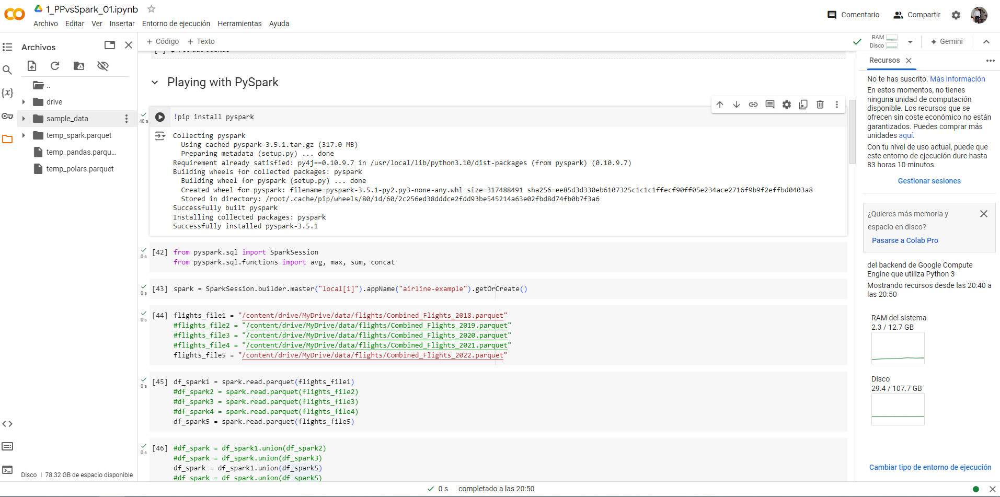 1_PPvsSpark_01.ipynb
Archivo Editar Ver Insertar Entorno de ejecución Herramientas Ayuda
Comentario
Compartir
Archivos
+ Código + Texto
RAM
Disco
Gemini
..
drive
sample_data
temp_spark.parquet
temp_pandas.parqu...
temp_polars.parquet
Disco 78.32 GB de espacio disponible
Playing with PySpark
48 s
!pip install pyspark
Collecting pyspark
Using cached pyspark-3.5.1.tar.gz (317.0 MB)
Preparing metadata (setup.py) ... done
Requirement already satisfied: py4j==0.10.9.7 in /usr/local/lib/python3.10/dist-packages (from pyspark) (0.10.9.7)
Building wheels for collected packages: pyspark
Building wheel for pyspark (setup.py) ... done
Created wheel for pyspark: filename=pyspark-3.5.1-py2.py3-none-any.whl size=317488491 sha256=ee85d3d330eb6107325c1c1c1ffecf90ff05e234ace2716f9b9f2effbd0403a8
Stored in directory: /root/.cache/pip/wheels/80/1d/60/2c256ed38dddce2fdd93be545214a63e02fbd8d74fb0b7f3a6
Successfully built pyspark
Installing collected packages: pyspark
Successfully installed pyspark-3.5.1
0 s
[42] from pyspark.sql import SparkSession
from pyspark.sql.functions import avg, max, sum, concat
0 s
[43] spark = SparkSession.builder.master("local[1]").appName("airline-example").getOrCreate()
0 s
[44] flights_file1 = "/content/drive/MyDrive/data/flights/Combined_Flights_2018.parquet"
#flights_file2 = "/content/drive/MyDrive/data/flights/Combined_Flights_2019.parquet"
#flights_file3 = "/content/drive/MyDrive/data/flights/Combined_Flights_2020.parquet"
#flights_file4 = "/content/drive/MyDrive/data/flights/Combined_Flights_2021.parquet"
flights_file5 = "/content/drive/MyDrive/data/flights/Combined_Flights_2022.parquet"
0 s
[45] df_spark1 = spark.read.parquet(flights_file1)
#df_spark2 = spark.read.parquet(flights_file2)
#df_spark3 = spark.read.parquet(flights_file3)
#df_spark4 = spark.read.parquet(flights_file4)
df_spark5 = spark.read.parquet(flights_file5)
0 s
[46] #df_spark = df_spark1.union(df_spark2)
#df_spark = df_spark.union(df_spark3)
df_spark = df_spark1.union(df_spark5)
#df_spark = df_spark.union(df_spark5)
Recursos
No te has suscrito. Más información
En estos momentos, no tienes
ninguna unidad de computación
disponible. Los recursos que se
ofrecen sin coste económico no están
garantizados. Puedes comprar más
unidades aquí.
Con tu nivel de uso actual, puede que
este entorno de ejecución dure hasta
83 horas 10 minutos.
Gestionar sesiones
¿Quieres más memoria y
espacio en disco?
Pasarse a Colab Pro
del backend de Google Compute
Engine que utiliza Python 3
Mostrando recursos desde las 20:40 a
las 20:50
RAM del sistema
2.3 / 12.7 GB
Disco
29.4 / 107.7 GB
Cambiar tipo de entorno de ejecución
0 s completado a las 20:50